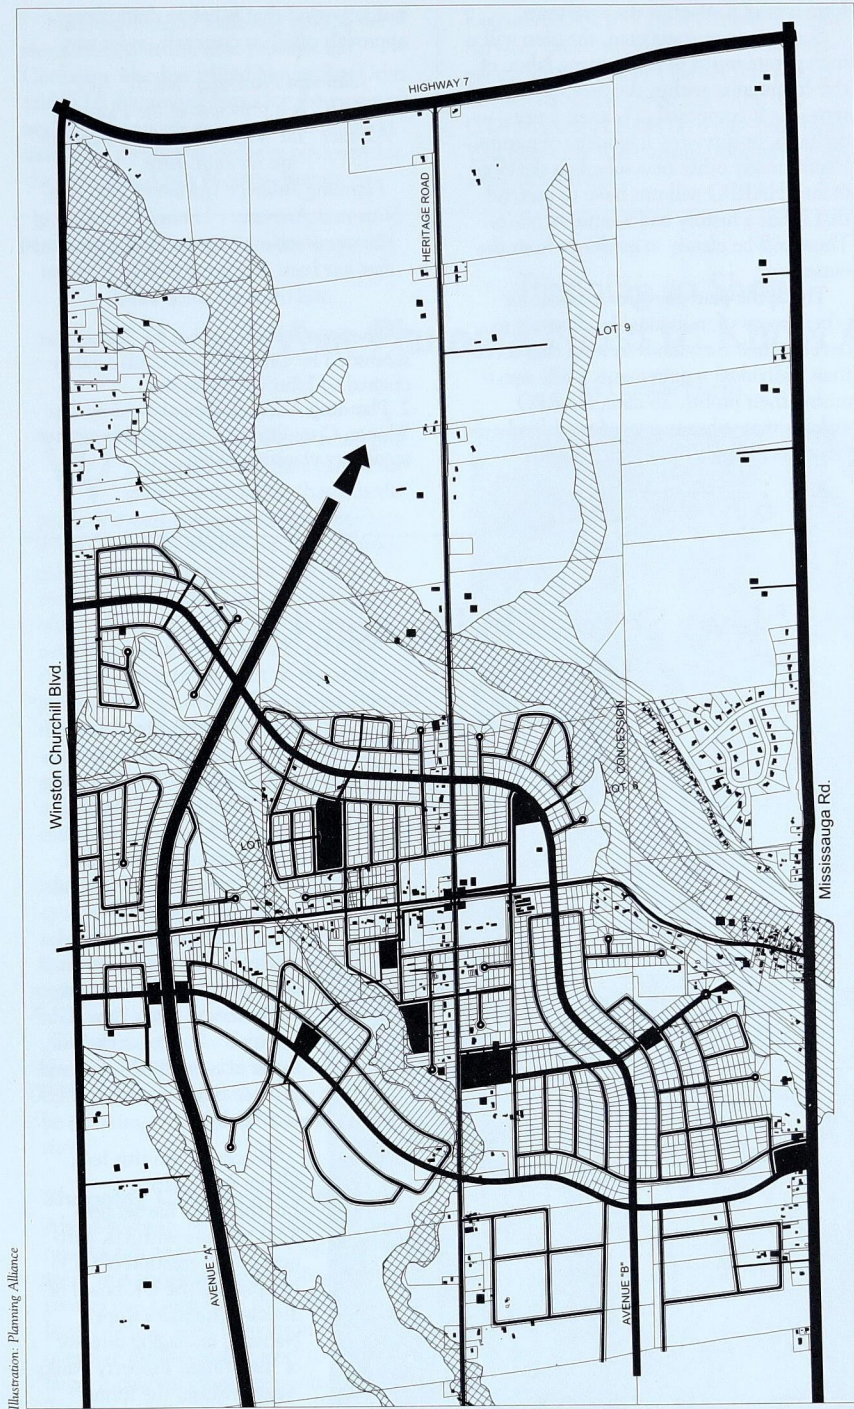 HIGHWAY 7
HERITAGE ROAD
LOT 9
Winston Churchill Blvd.
CONCESSION
LOT 6
LOT
Mississauga Rd.
AVENUE "A"
AVENUE "B"
Illustration: Planning Alliance